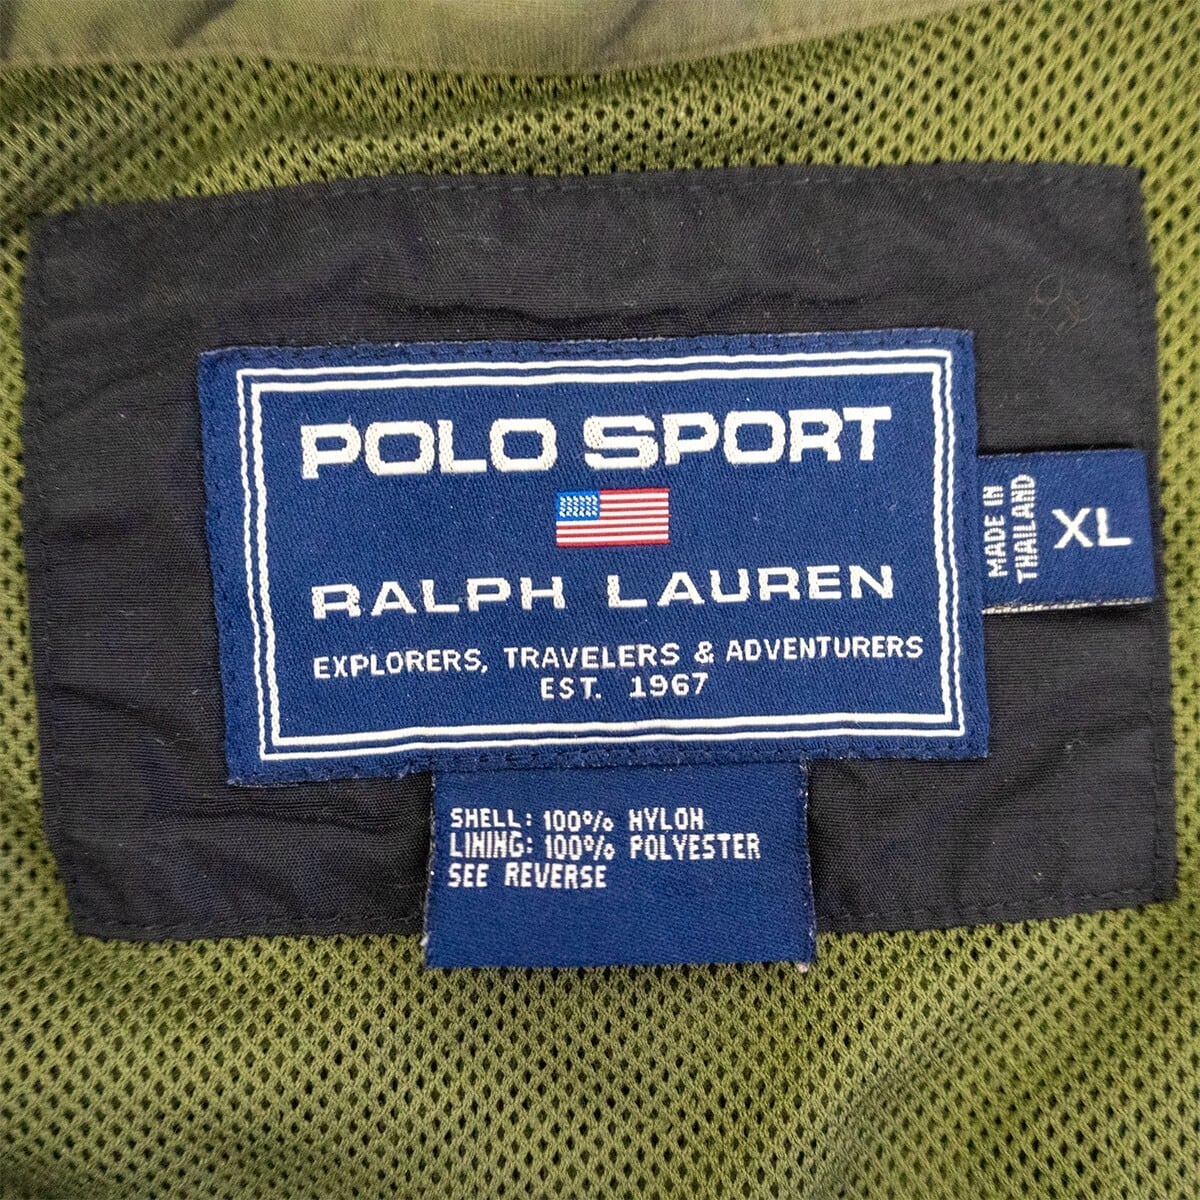 POLO SPORT
RALPH LAUREN
EXPLORERS, TRAVELERS & ADVENTURERS
EST. 1967
MADE IN
THAILAND
XL
SHELL: 100% NYLON
LINING: 100% POLYESTER
SEE REVERSE